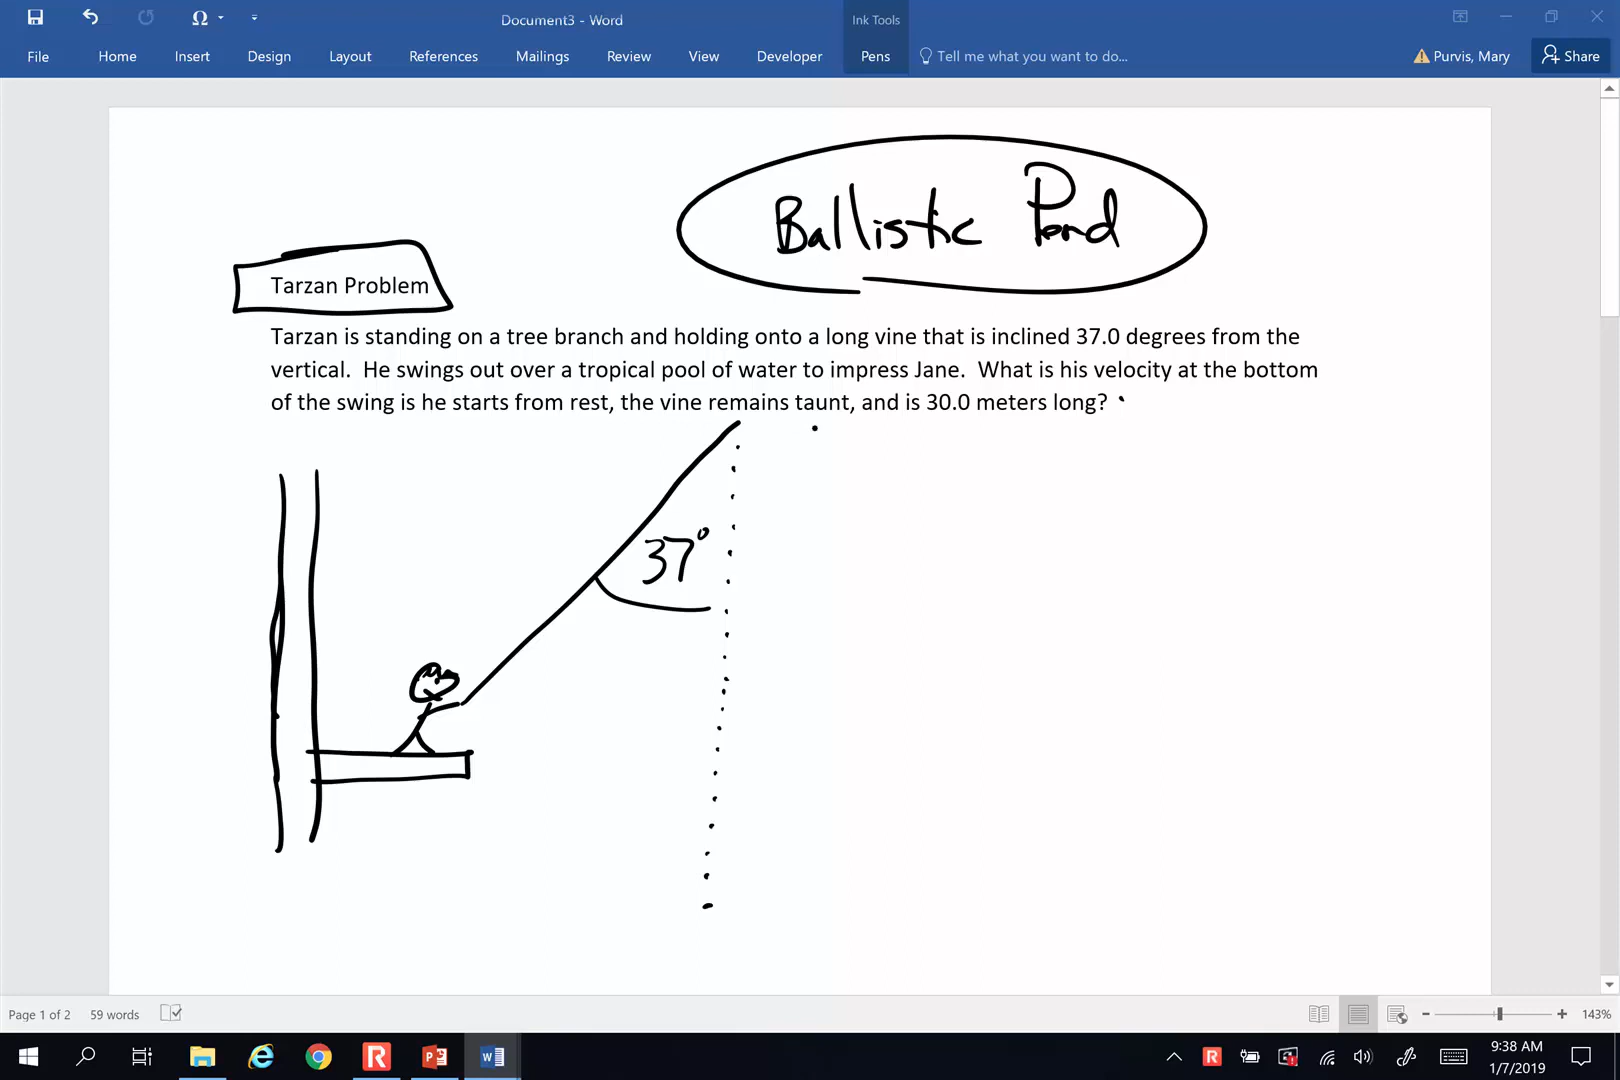 Document3 - Word
Ink Tools
File Home Insert Design Layout References Mailings Review View Developer Pens Tell me what you want to do... Purvis, Mary Share
Ballistic Pend
Tarzan Problem
Tarzan is standing on a tree branch and holding onto a long vine that is inclined 37.0 degrees from the
vertical. He swings out over a tropical pool of water to impress Jane. What is his velocity at the bottom
of the swing is he starts from rest, the vine remains taunt, and is 30.0 meters long?
37°
Page 1 of 2 59 words 143%
9:38 AM
1/7/2019